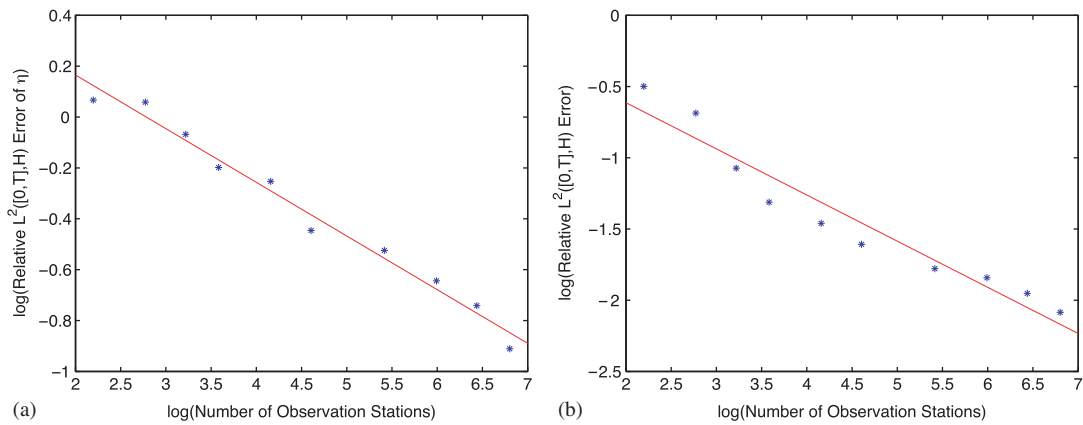 0.4
0.2
0
−0.2
−0.4
−0.6
−0.8
−1
2 2.5 3 3.5 4 4.5 5 5.5 6 6.5 7
log(Relative L²([0,T],H) Error of η)
log(Number of Observation Stations)
(a)
0
−0.5
−1
−1.5
−2
−2.5
2 2.5 3 3.5 4 4.5 5 5.5 6 6.5 7
log(Relative L²([0,T],H) Error)
log(Number of Observation Stations)
(b)